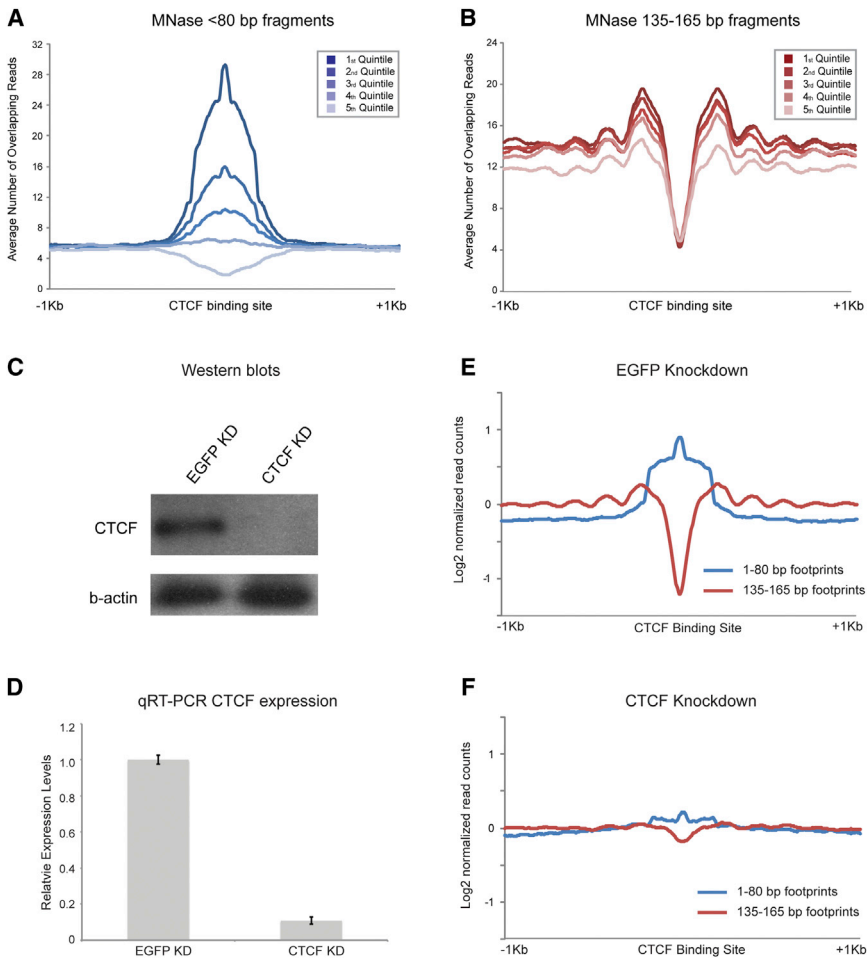 A
MNase <80 bp fragments
Average Number of Overlapping Reads
32
28
24
20
16
12
8
4
0
1st Quintile
2nd Quintile
3rd Quintile
4th Quintile
5th Quintile
-1Kb
CTCF binding site
+1Kb
B
MNase 135-165 bp fragments
Average Number of Overlapping Reads
24
20
16
12
8
4
0
1st Quintile
2nd Quintile
3rd Quintile
4th Quintile
5th Quintile
-1Kb
CTCF binding site
+1Kb
C
Western blots
EGFP KD
CTCF KD
CTCF
b-actin
D
qRT-PCR CTCF expression
Relatvie Expression Levels
1.2
1.0
0.8
0.6
0.4
0.2
0
EGFP KD
CTCF KD
E
EGFP Knockdown
Log2 normalized read counts
1
0
-1
1-80 bp footprints
135-165 bp footprints
-1Kb
CTCF Binding Site
+1Kb
F
CTCF Knockdown
Log2 normalized read counts
1
0
-1
1-80 bp footprints
135-165 bp footprints
-1Kb
CTCF Binding Site
+1Kb